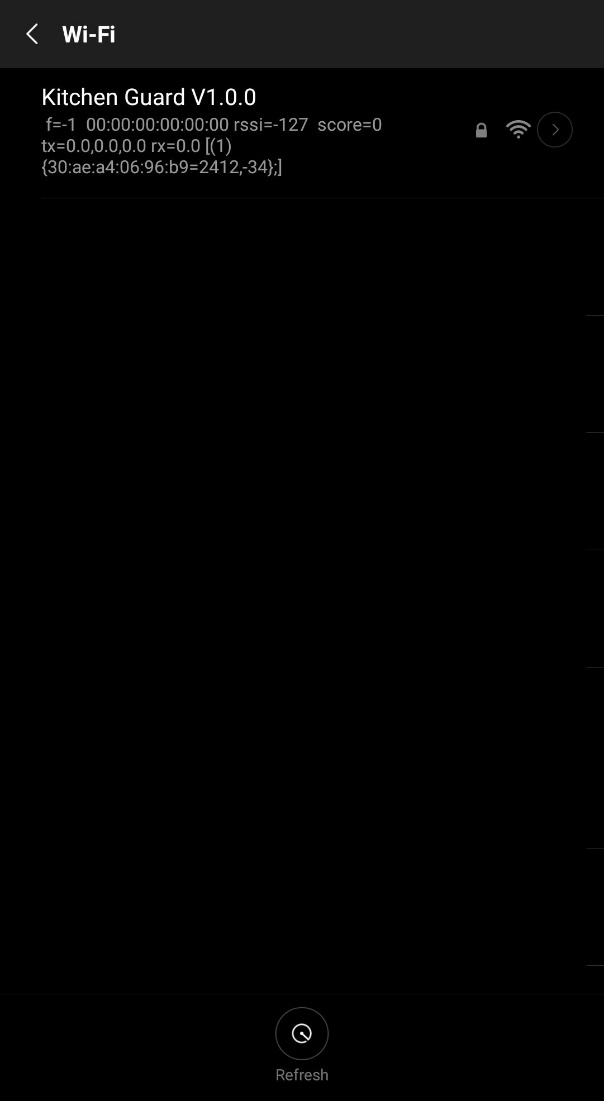 Wi-Fi
Kitchen Guard V1.0.0
f=-1 00:00:00:00:00:00 rssi=-127 score=0
tx=0.0,0.0,0.0 rx=0.0 [(1)
{30:ae:a4:06:96:b9=2412,-34};]
Refresh